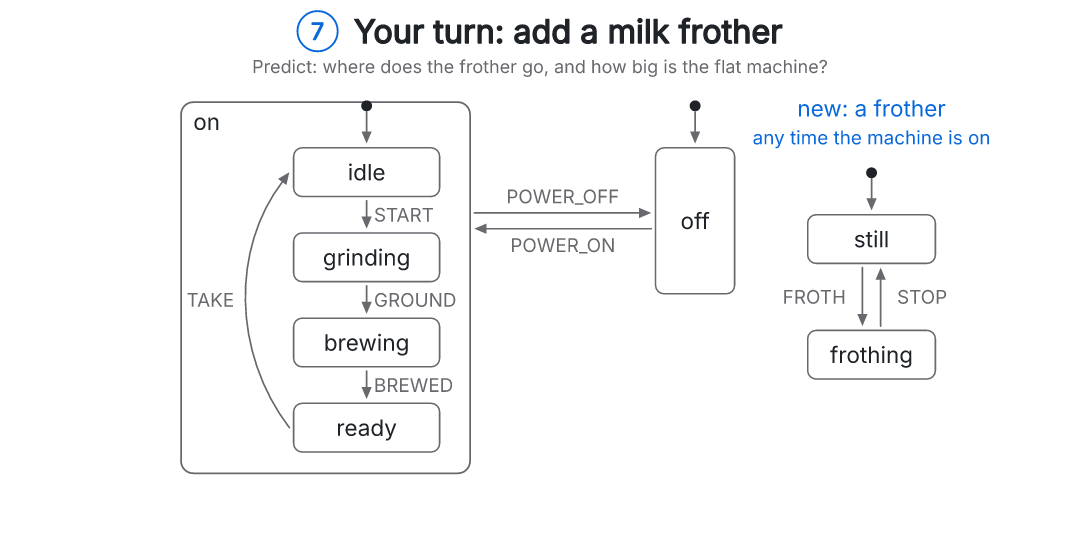 7 Your turn: add a milk frother
Predict: where does the frother go, and how big is the flat machine?
on
idle
START
grinding
GROUND
TAKE
brewing
BREWED
ready
POWER_OFF
POWER_ON
off
new: a frother
any time the machine is on
still
FROTH
STOP
frothing